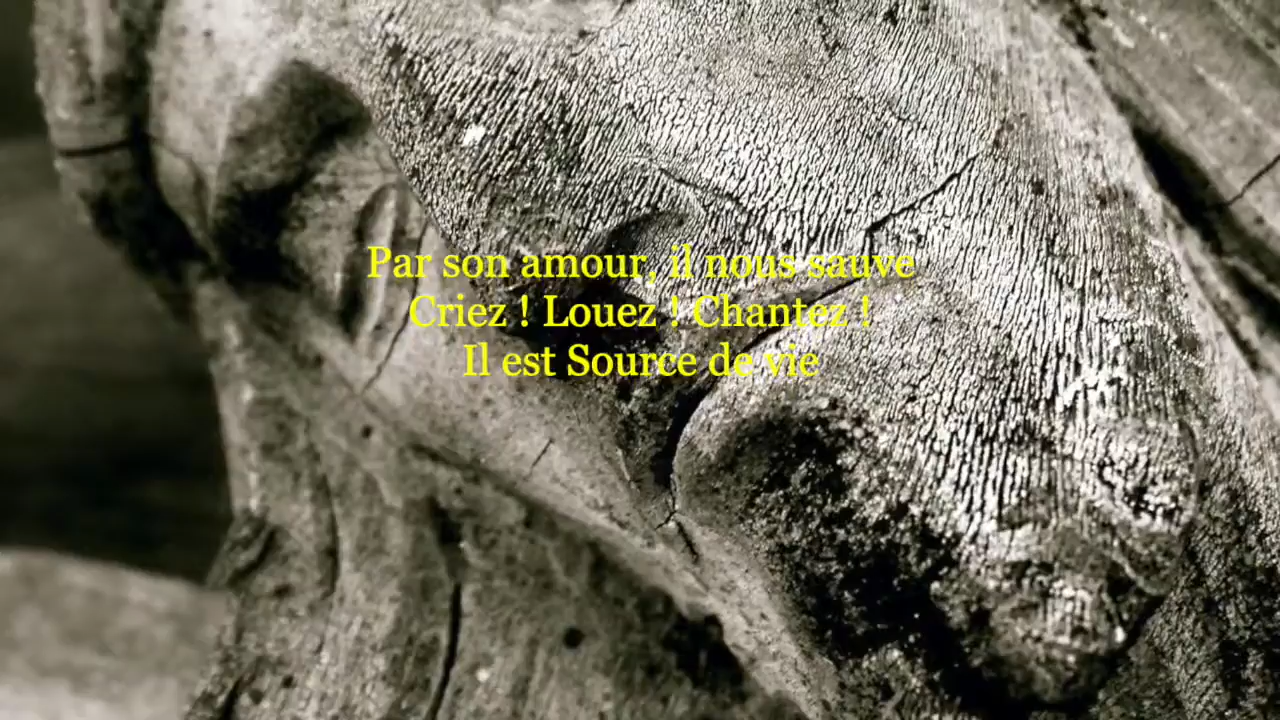 Par son amour, il nous sauve
Criez ! Louez ! Chantez !
Il est Source de vie